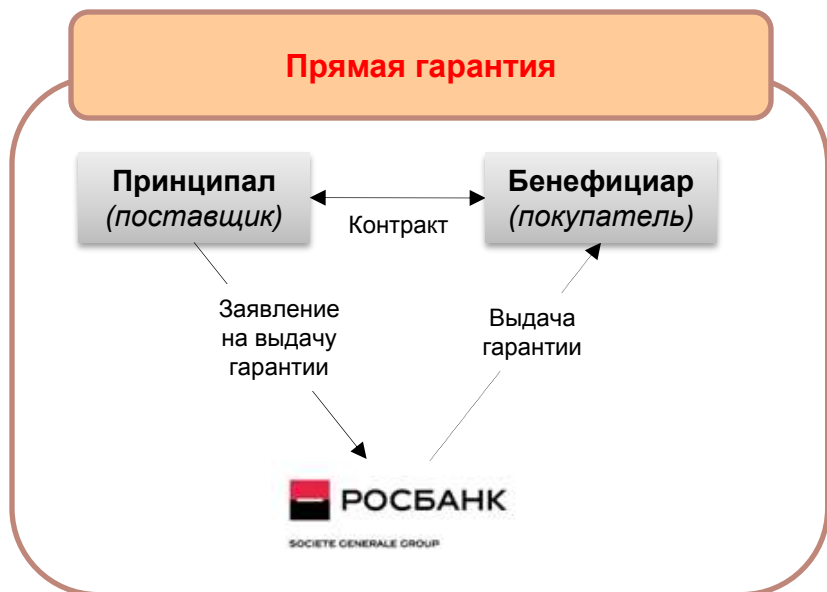 Прямая гарантия
Принципал
(поставщик)
Бенефициар
(покупатель)
Контракт
Заявление
на выдачу
гарантии
Выдача
гарантии
РОСБАНК
SOCIETE GENERALE GROUP